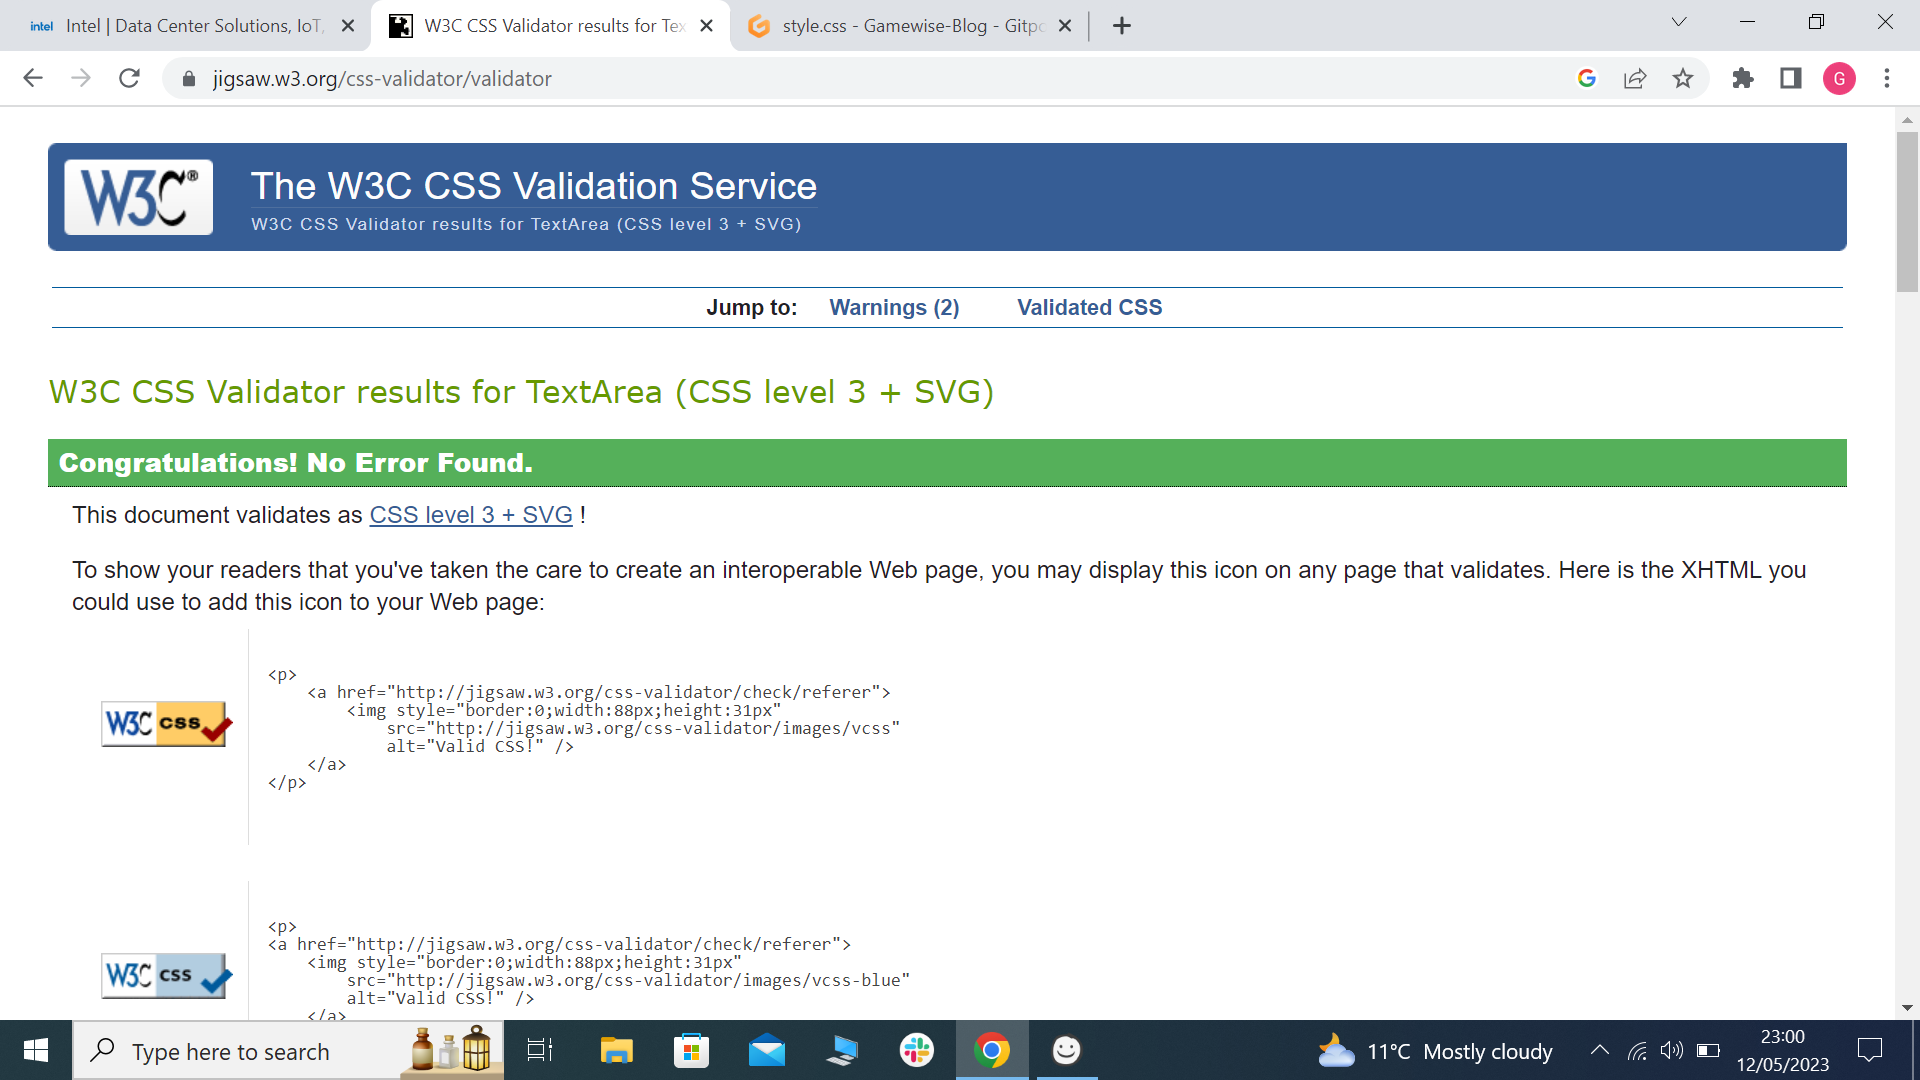 intel Intel | Data Center Solutions, IoT,
W3C CSS Validator results for Tex
style.css - Gamewise-Blog - Gitpo
jigsaw.w3.org/css-validator/validator
G
W3C®
The W3C CSS Validation Service
W3C CSS Validator results for TextArea (CSS level 3 + SVG)
Jump to: Warnings (2) Validated CSS
W3C CSS Validator results for TextArea (CSS level 3 + SVG)
Congratulations! No Error Found.
This document validates as CSS level 3 + SVG !
To show your readers that you've taken the care to create an interoperable Web page, you may display this icon on any page that validates. Here is the XHTML you
could use to add this icon to your Web page:
W3C css
<p>
<a href="http://jigsaw.w3.org/css-validator/check/referer">
<img style="border:0;width:88px;height:31px"
src="http://jigsaw.w3.org/css-validator/images/vcss"
alt="Valid CSS!" />
</a>
</p>
W3C css
<p>
<a href="http://jigsaw.w3.org/css-validator/check/referer">
<img style="border:0;width:88px;height:31px"
src="http://jigsaw.w3.org/css-validator/images/vcss-blue"
alt="Valid CSS!" />
</a>
Type here to search
11°C Mostly cloudy
23:00
12/05/2023